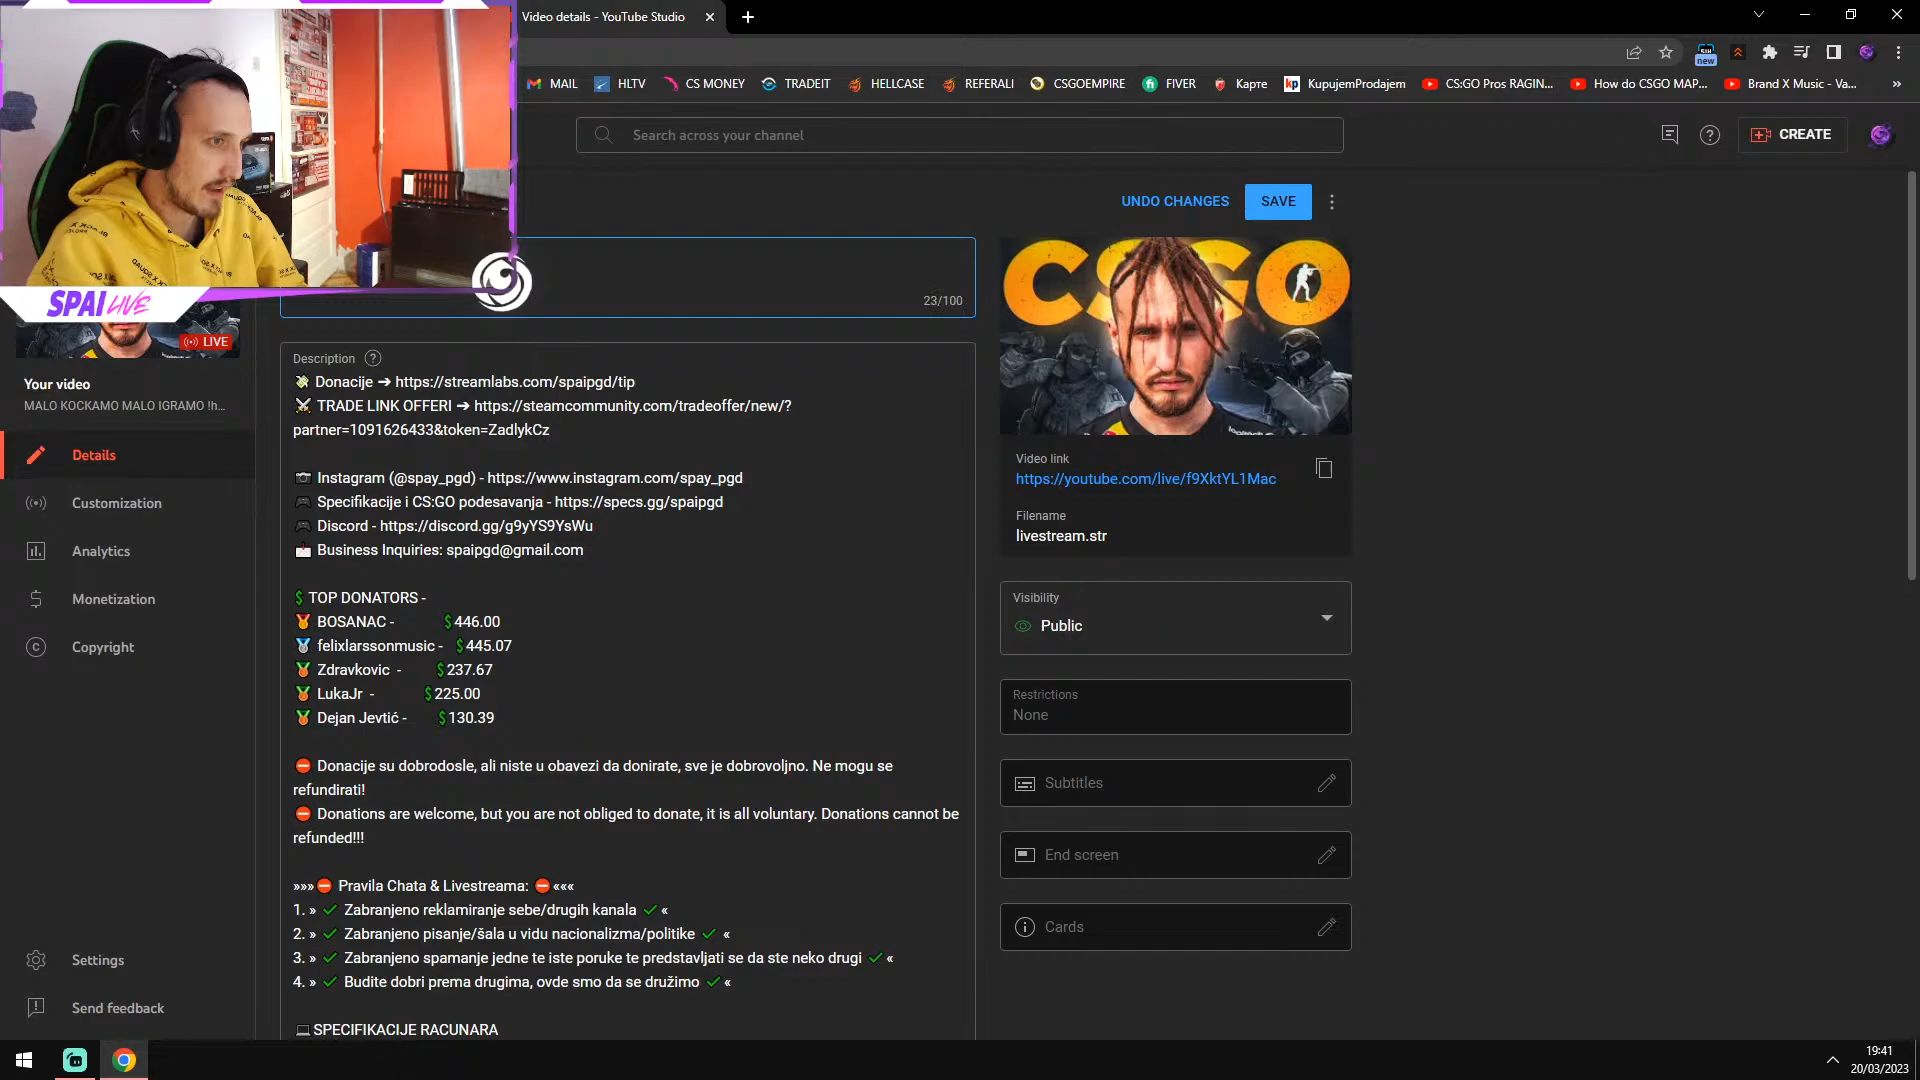 Video details - YouTube Studio
MAIL
HLTV
CS MONEY
TRADEIT
HELLCASE
REFERALI
CSGOEMPIRE
FIVER
Карте
KupujemProdajem
CS:GO Pros RAGIN...
How do CSGO MAP...
Brand X Music - Va...
new
Search across your channel
CREATE
UNDO CHANGES
SAVE
23/100
SPAI LIVE
LIVE
Your video
MALO KOCKAMO MALO IGRAMO !h...
Details
Customization
Analytics
Monetization
Copyright
Settings
Send feedback
Description
💸 Donacije ➔ https://streamlabs.com/spaipgd/tip
⚔ TRADE LINK OFFERI ➔ https://steamcommunity.com/tradeoffer/new/?
partner=1091626433&token=ZadlykCz
📷 Instagram (@spay_pgd) - https://www.instagram.com/spay_pgd
🎮 Specifikacije i CS:GO podesavanja - https://specs.gg/spaipgd
🎮 Discord - https://discord.gg/g9yYS9YsWu
📩 Business Inquiries: spaipgd@gmail.com
💲TOP DONATORS -
🥇 BOSANAC - 💲446.00
🥈 felixlarssonmusic - 💲445.07
🥉 Zdravkovic - 💲237.67
🥉 LukaJr - 💲225.00
🥉 Dejan Jevtić - 💲130.39
⛔ Donacije su dobrodosle, ali niste u obavezi da donirate, sve je dobrovoljno. Ne mogu se
refundirati!
⛔ Donations are welcome, but you are not obliged to donate, it is all voluntary. Donations cannot be
refunded!!!
»»»⛔ Pravila Chata & Livestreama: ⛔«««
1. » ✔ Zabranjeno reklamiranje sebe/drugih kanala ✔ «
2. » ✔ Zabranjeno pisanje/šala u vidu nacionalizma/politike ✔ «
3. » ✔ Zabranjeno spamanje jedne te iste poruke te predstavljati se da ste neko drugi ✔ «
4. » ✔ Budite dobri prema drugima, ovde smo da se družimo ✔ «
💻 SPECIFIKACIJE RACUNARA
CSGO
Video link
https://youtube.com/live/f9XktYL1Mac
Filename
livestream.str
Visibility
Public
Restrictions
None
Subtitles
End screen
Cards
19:41
20/03/2023